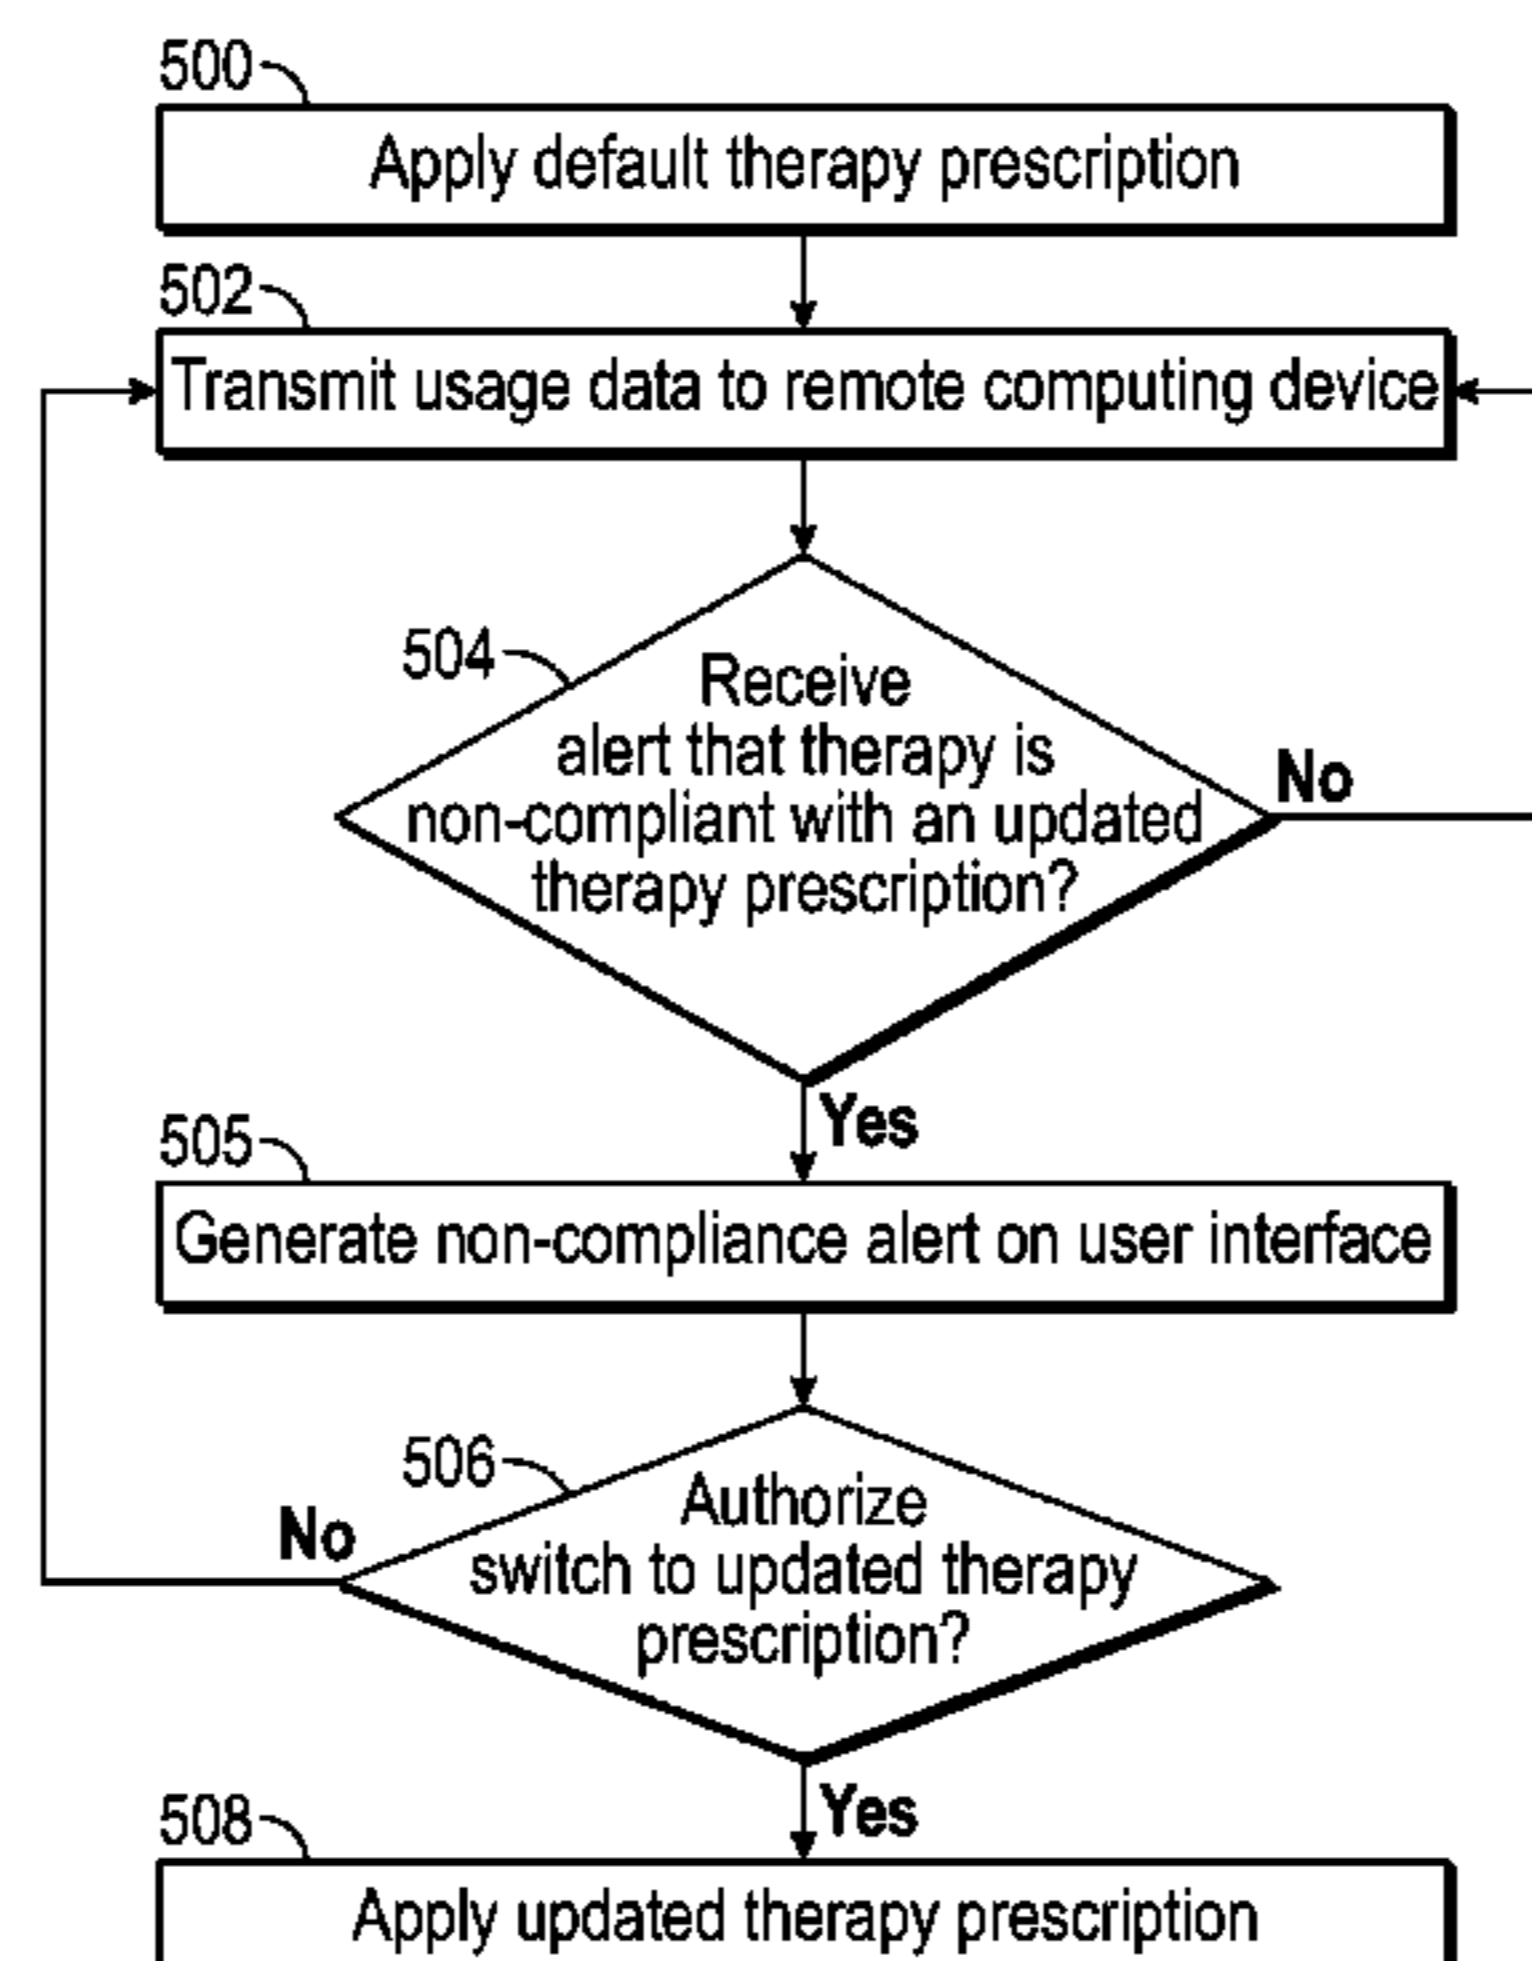 500
Apply default therapy prescription
502
Transmit usage data to remote computing device
504
Receive
alert that therapy is
non-compliant with an updated
therapy prescription?
No
Yes
505
Generate non-compliance alert on user interface
506
Authorize
switch to updated therapy
prescription?
No
Yes
508
Apply updated therapy prescription